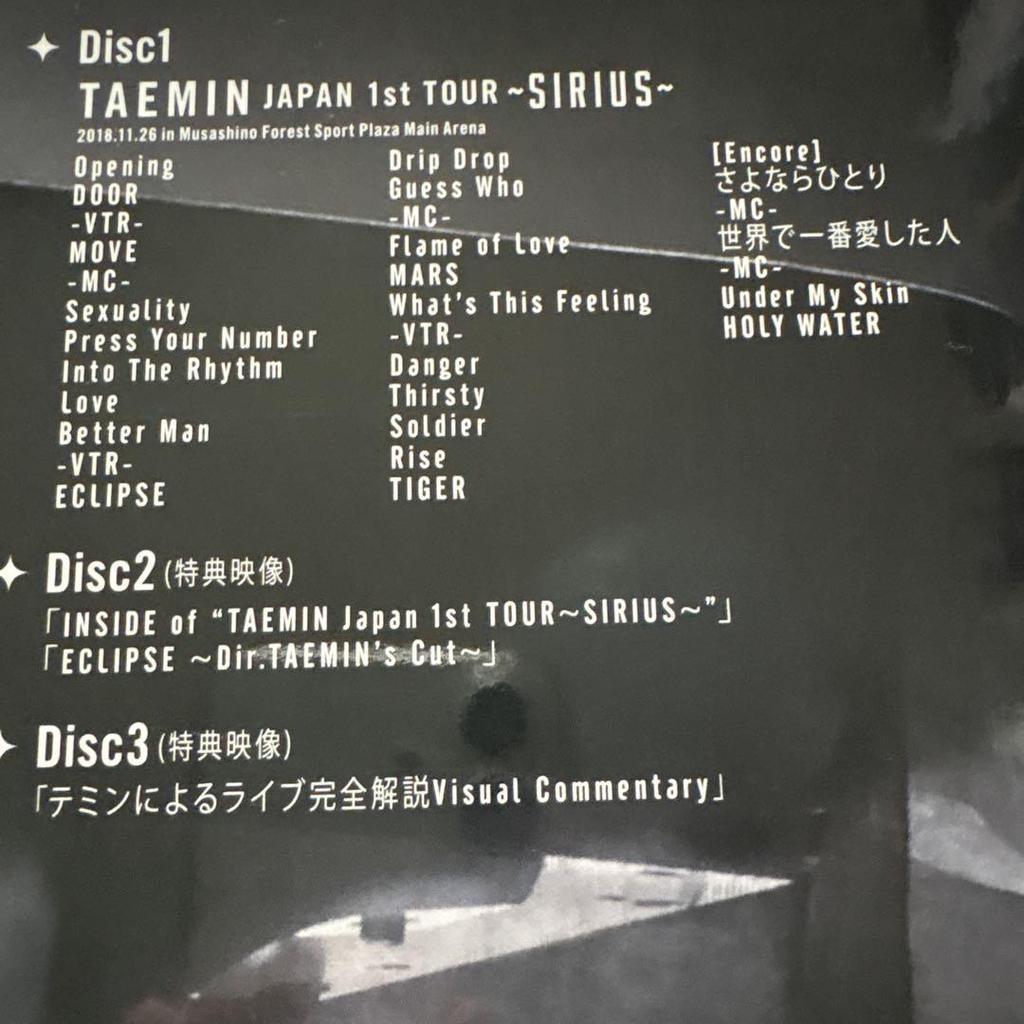 Disc1
TAEMIN JAPAN 1st TOUR ~SIRIUS~
2018.11.26 in Musashino Forest Sport Plaza Main Arena
Opening
DOOR
-VTR-
MOVE
-MC-
Sexuality
Press Your Number
Into The Rhythm
Love
Better Man
-VTR-
ECLIPSE
Drip Drop
Guess Who
-MC-
Flame of Love
MARS
What's This Feeling
-VTR-
Danger
Thirsty
Soldier
Rise
TIGER
[Encore]
さよならひとり
-MC-
世界で一番愛した人
-MC-
Under My Skin
HOLY WATER
Disc2 (特典映像)
「INSIDE of “TAEMIN Japan 1st TOUR~SIRIUS~”」
「ECLIPSE ~Dir.TAEMIN's Cut~」
Disc3 (特典映像)
「テミンによるライブ完全解説Visual Commentary」